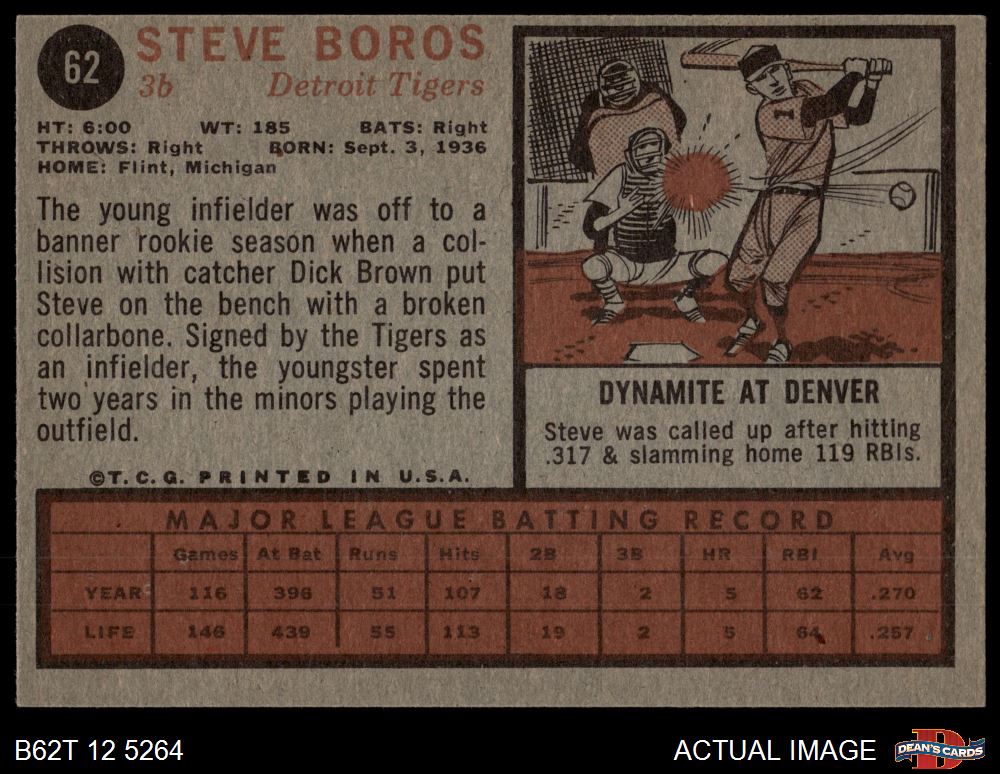 62
STEVE BOROS
3b Detroit Tigers
HT: 6:00 WT: 185 BATS: Right
THROWS: Right BORN: Sept. 3, 1936
HOME: Flint, Michigan
The young infielder was off to a
banner rookie season when a col-
lision with catcher Dick Brown put
Steve on the bench with a broken
collarbone. Signed by the Tigers as
an infielder, the youngster spent
two years in the minors playing the
outfield.
©T.C.G. PRINTED IN U.S.A.
DYNAMITE AT DENVER
Steve was called up after hitting
.317 & slamming home 119 RBIs.
MAJOR LEAGUE BATTING RECORD
Games At Bat Runs Hits 2B 3B HR RBI Avg
YEAR 116 396 51 107 18 2 5 62 .270
LIFE 146 439 55 113 19 2 5 64 .257
B62T 12 5264
ACTUAL IMAGE
D
DEAN'S CARDS